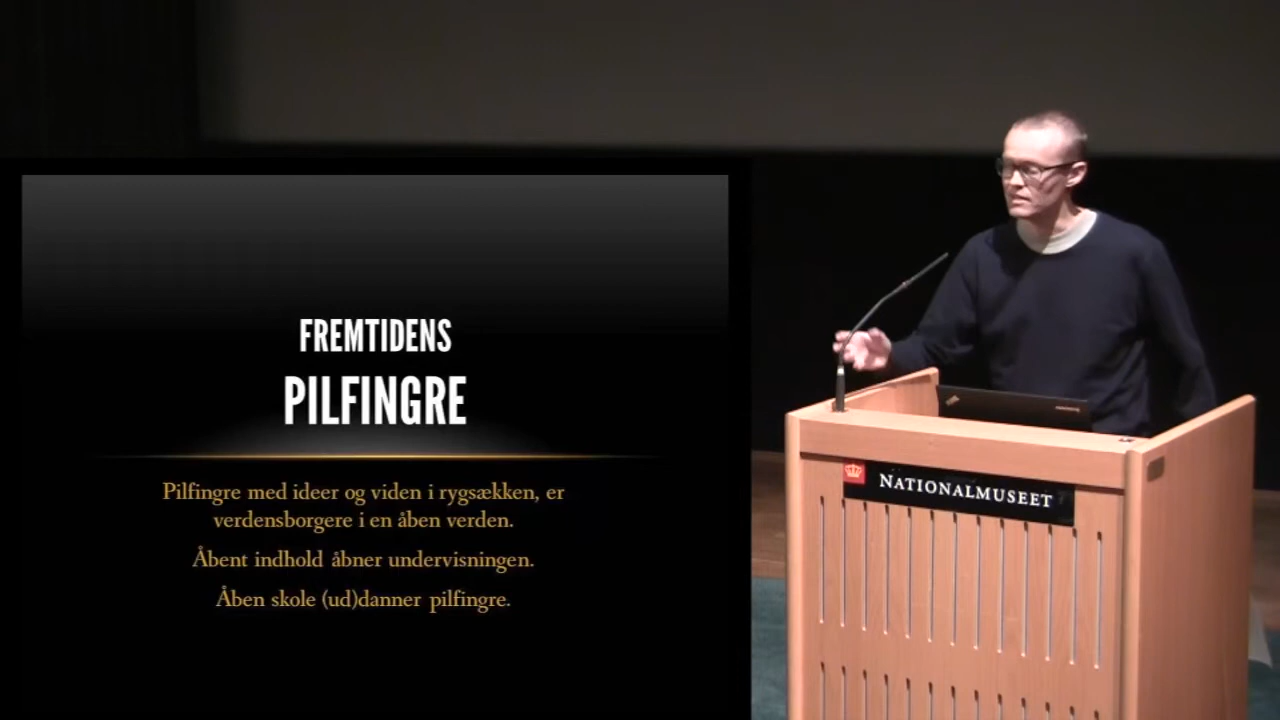 FREMTIDENS
PILFINGRE
Pilfingre med ideer og viden i rygsækken, er
verdensborgere i en åben verden.
Åbent indhold åbner undervisningen.
Åben skole (ud)danner pilfingre.
NATIONALMUSEET